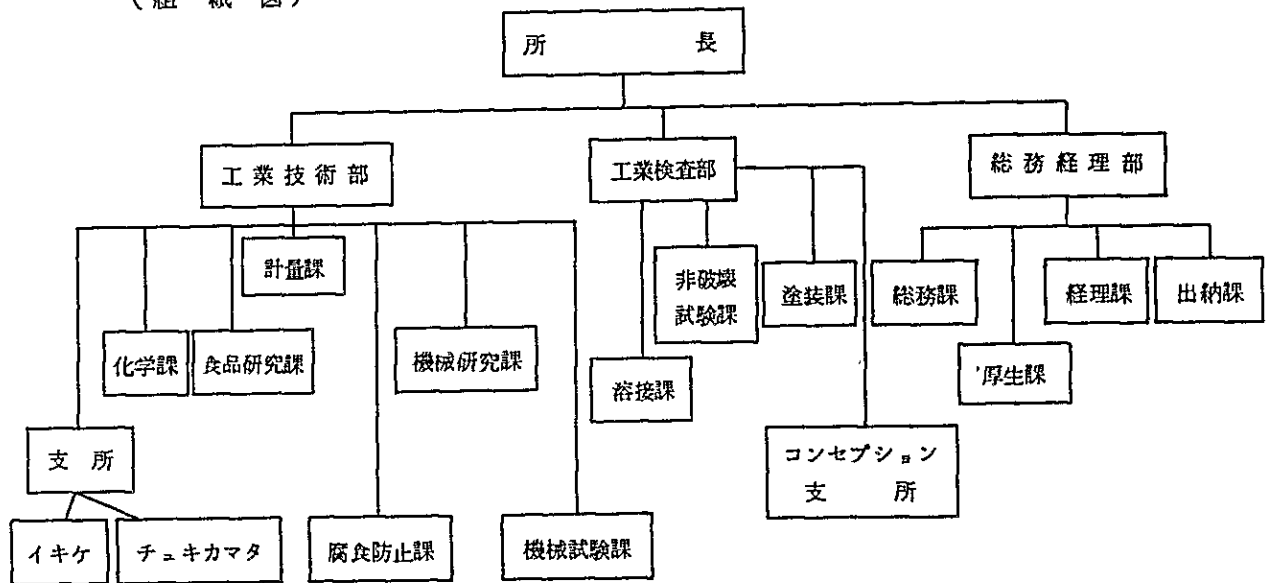 （組織図）
所長
工業技術部
工業検査部
総務経理部
計量課
非破壊
試験課
塗装課
総務課
経理課
出納課
化学課
食品研究課
機械研究課
溶接課
厚生課
支所
コンセプション
支所
イキケ
チュキカマタ
腐食防止課
機械試験課